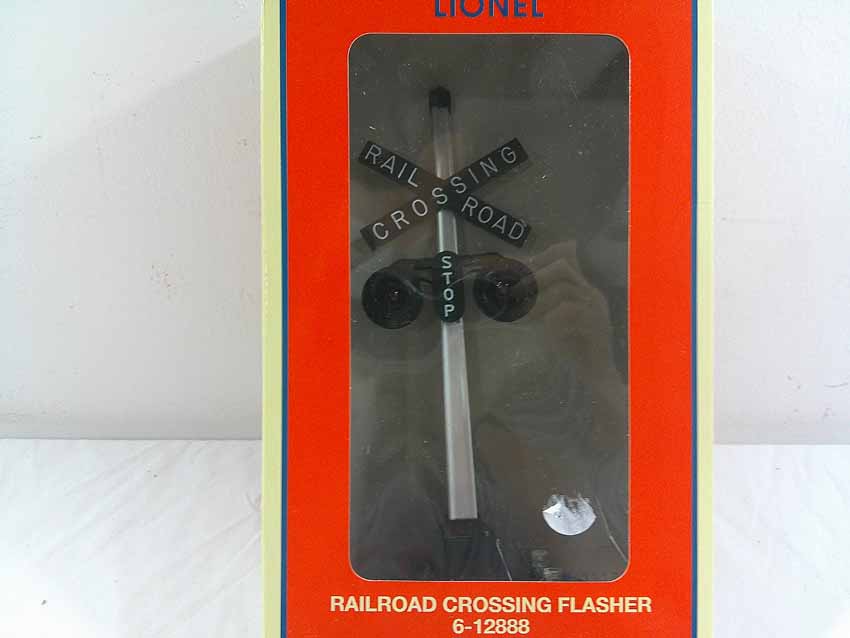 LIONEL
RAIL ROAD
CROSSING
STOP
RAILROAD CROSSING FLASHER
6-12888